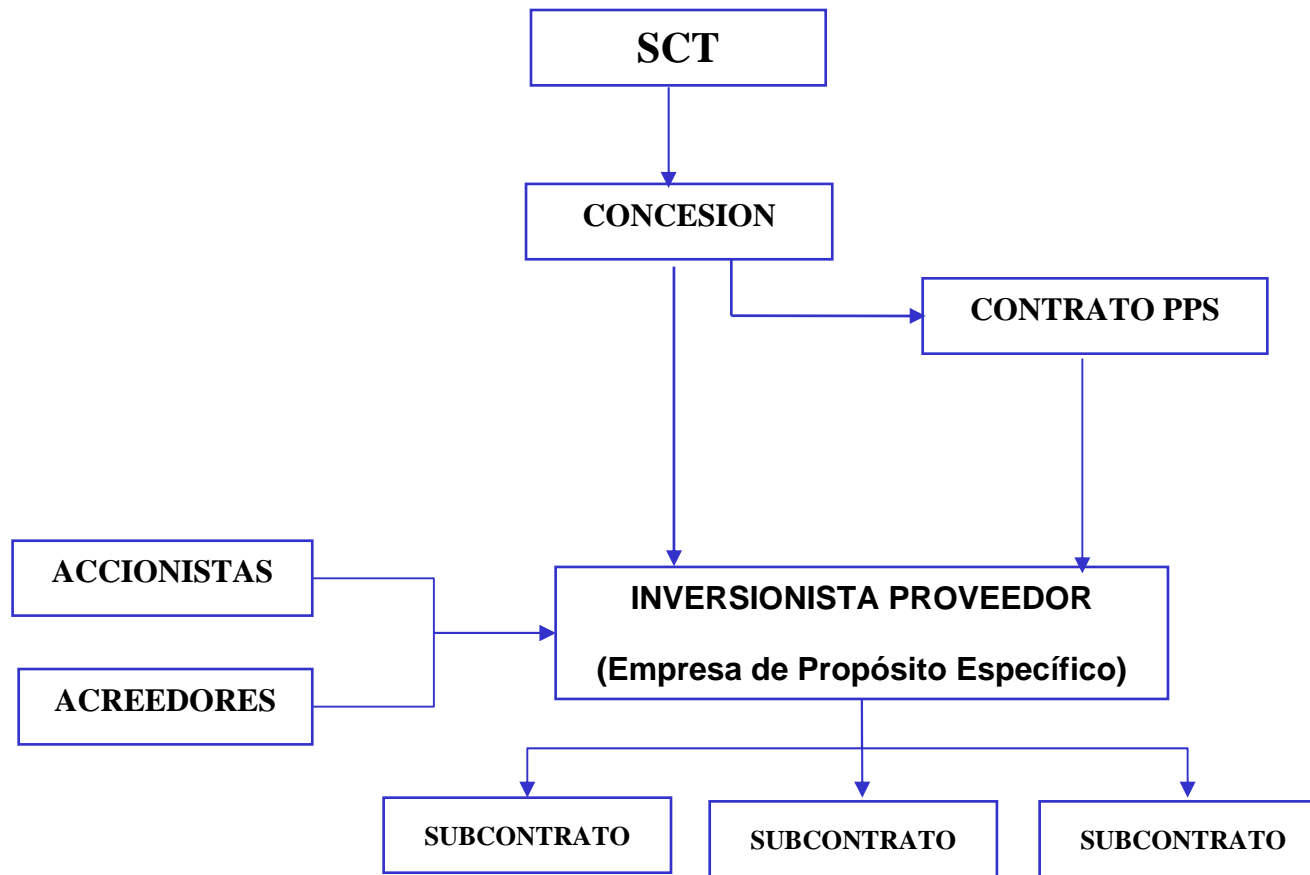 SCT
CONCESION
CONTRATO PPS
ACCIONISTAS
INVERSIONISTA PROVEEDOR
(Empresa de Propósito Específico)
ACREEDORES
SUBCONTRATO
SUBCONTRATO
SUBCONTRATO